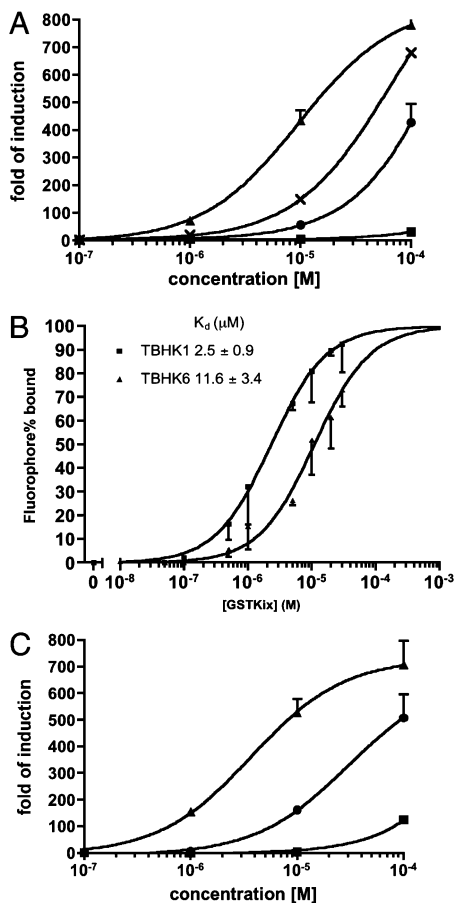 A
800
700
600
500
400
300
200
100
0
fold of induction
10-7 10-6 10-5 10-4
concentration [M]
B
Kd (μM)
TBHK1 2.5 ± 0.9
TBHK6 11.6 ± 3.4
100
90
80
70
60
50
40
30
20
10
0
Fluorophore% bound
0 10-8 10-7 10-6 10-5 10-4 10-3
[GSTKix] (M)
C
800
700
600
500
400
300
200
100
0
fold of induction
10-7 10-6 10-5 10-4
concentration [M]